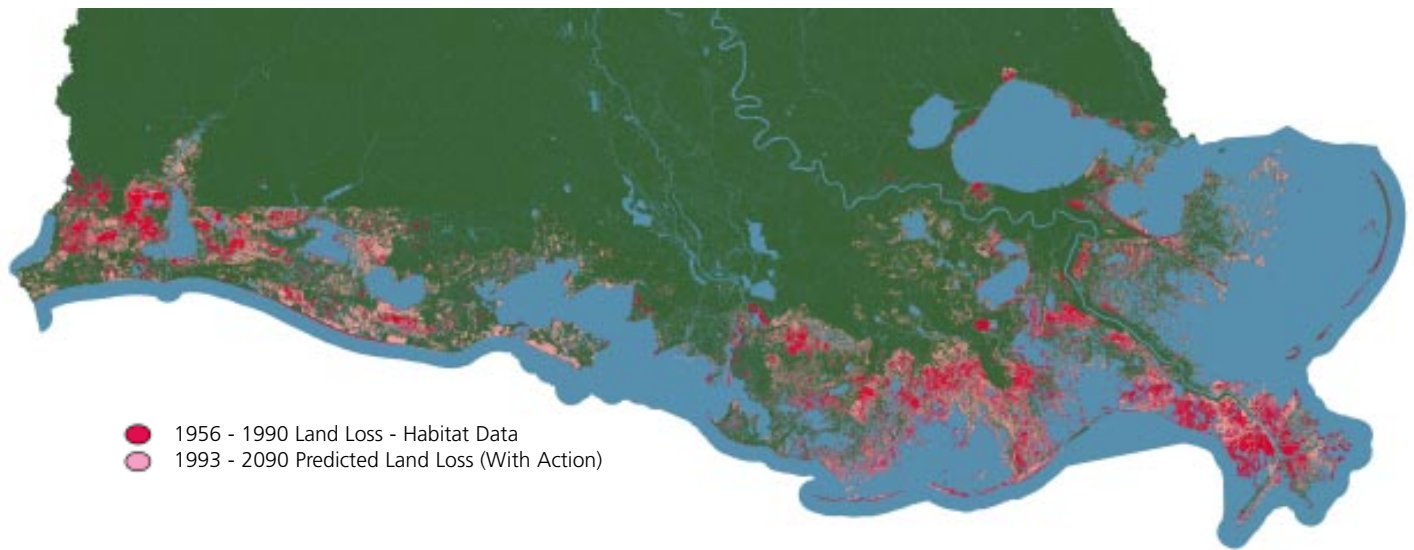 1956 - 1990 Land Loss - Habitat Data
1993 - 2090 Predicted Land Loss (With Action)